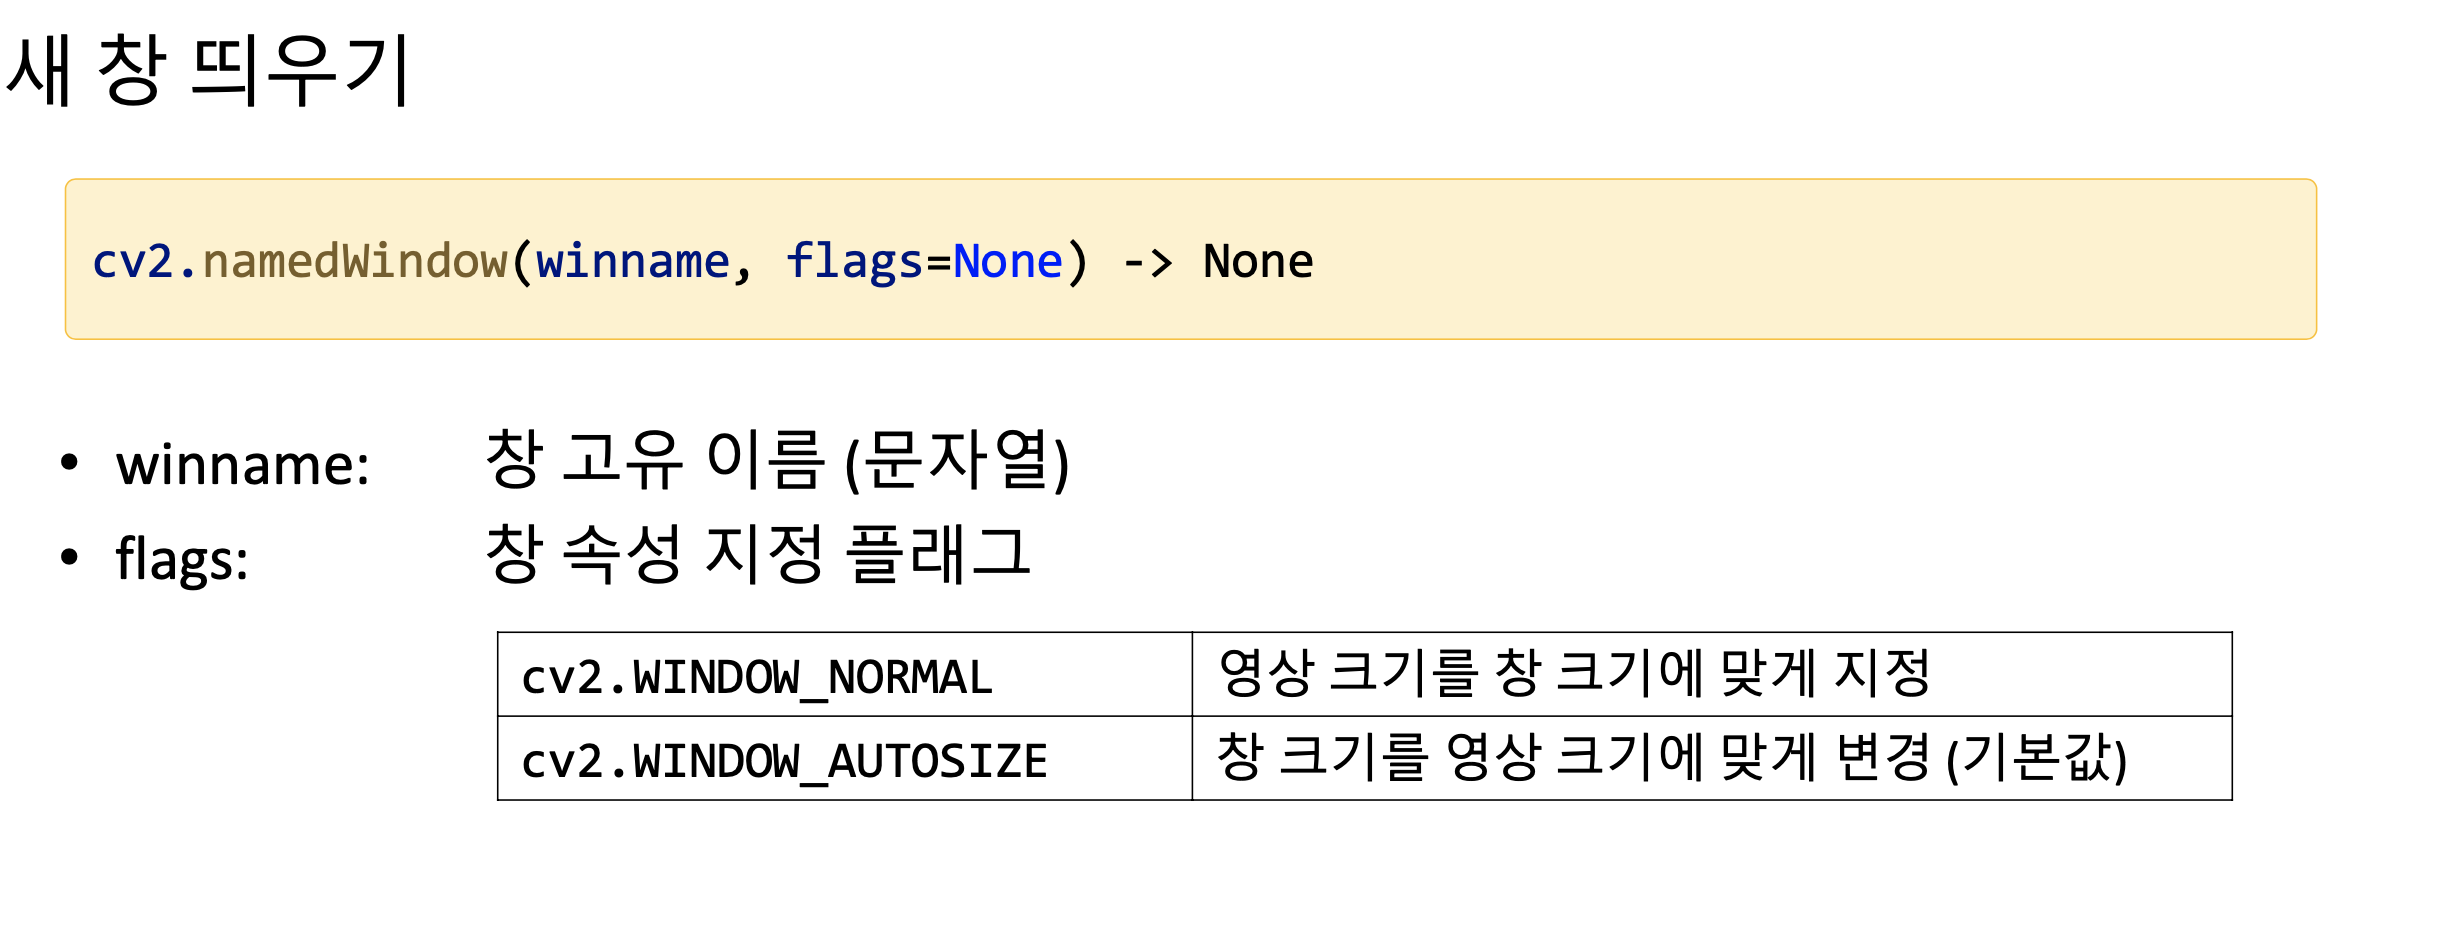 새 창 띄우기
cv2.namedWindow(winname, flags=None) -> None
• winname: 창 고유 이름 (문자열)
• flags: 창 속성 지정 플래그
cv2.WINDOW_NORMAL 영상 크기를 창 크기에 맞게 지정
cv2.WINDOW_AUTOSIZE 창 크기를 영상 크기에 맞게 변경 (기본값)